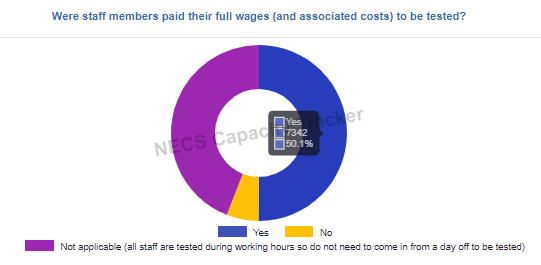 Were staff members paid their full wages (and associated costs) to be tested?
NECS Capacity Tracker
Yes
7342
50.1%
Yes No
Not applicable (all staff are tested during working hours so do not need to come in from a day off to be tested)